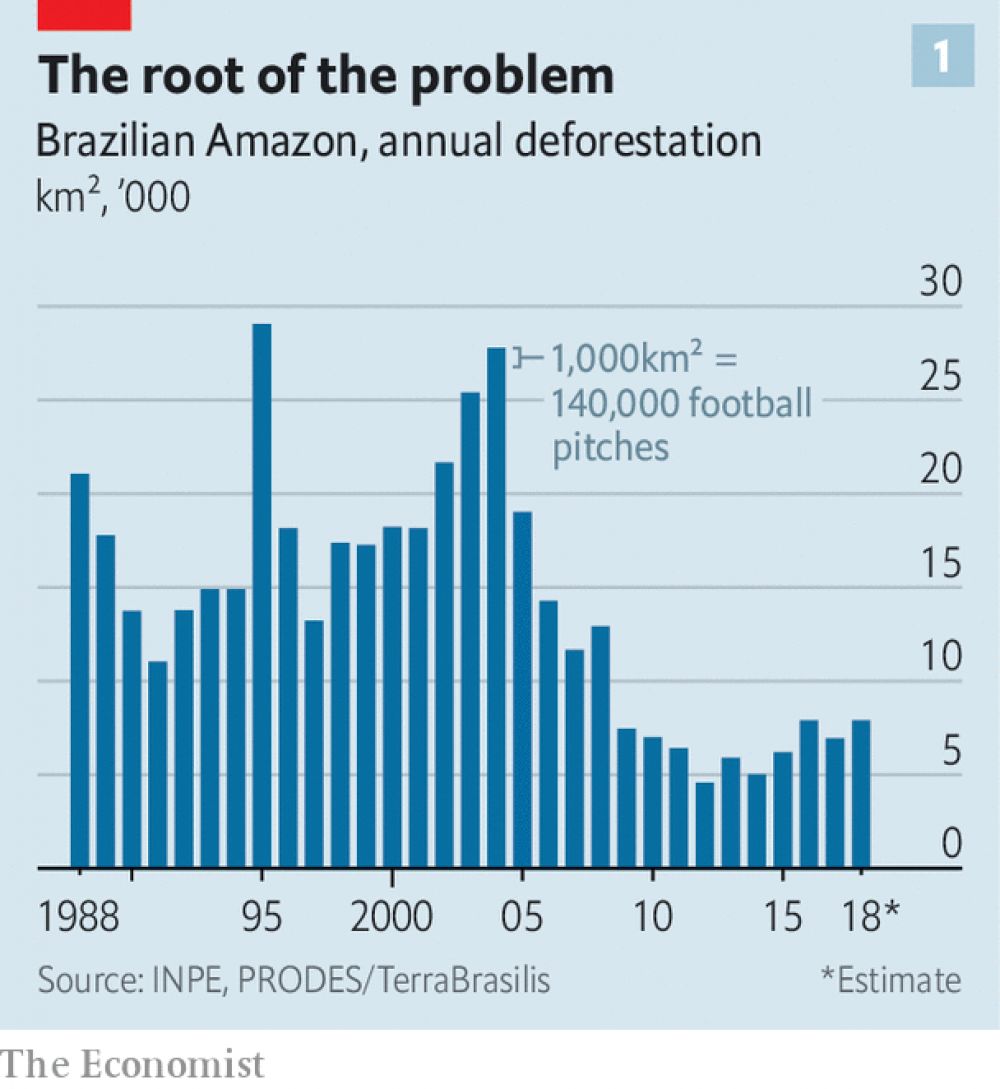 1
The root of the problem
Brazilian Amazon, annual deforestation
km², ’000
30
25
20
15
10
5
0
1,000km² =
140,000 football
pitches
1988 95 2000 05 10 15 18*
Source: INPE, PRODES/TerraBrasilis *Estimate
The Economist